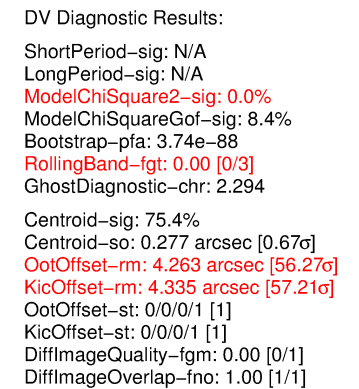 DV Diagnostic Results:
ShortPeriod−sig: N/A
LongPeriod−sig: N/A
ModelChiSquare2−sig: 0.0%
ModelChiSquareGof−sig: 8.4%
Bootstrap−pfa: 3.74e−88
RollingBand−fgt: 0.00 [0/3]
GhostDiagnostic−chr: 2.294
Centroid−sig: 75.4%
Centroid−so: 0.277 arcsec [0.67σ]
OotOffset−rm: 4.263 arcsec [56.27σ]
KicOffset−rm: 4.335 arcsec [57.21σ]
OotOffset−st: 0/0/0/1 [1]
KicOffset−st: 0/0/0/1 [1]
DiffImageQuality−fgm: 0.00 [0/1]
DiffImageOverlap−fno: 1.00 [1/1]